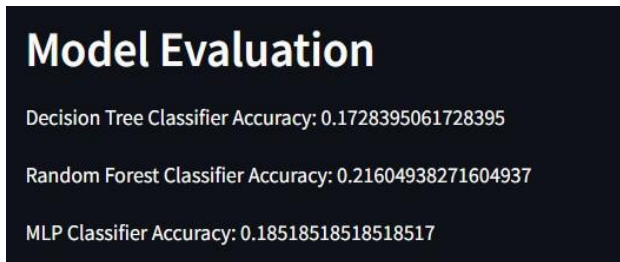 Model Evaluation
Decision Tree Classifier Accuracy: 0.1728395061728395
Random Forest Classifier Accuracy: 0.21604938271604937
MLP Classifier Accuracy: 0.18518518518518517